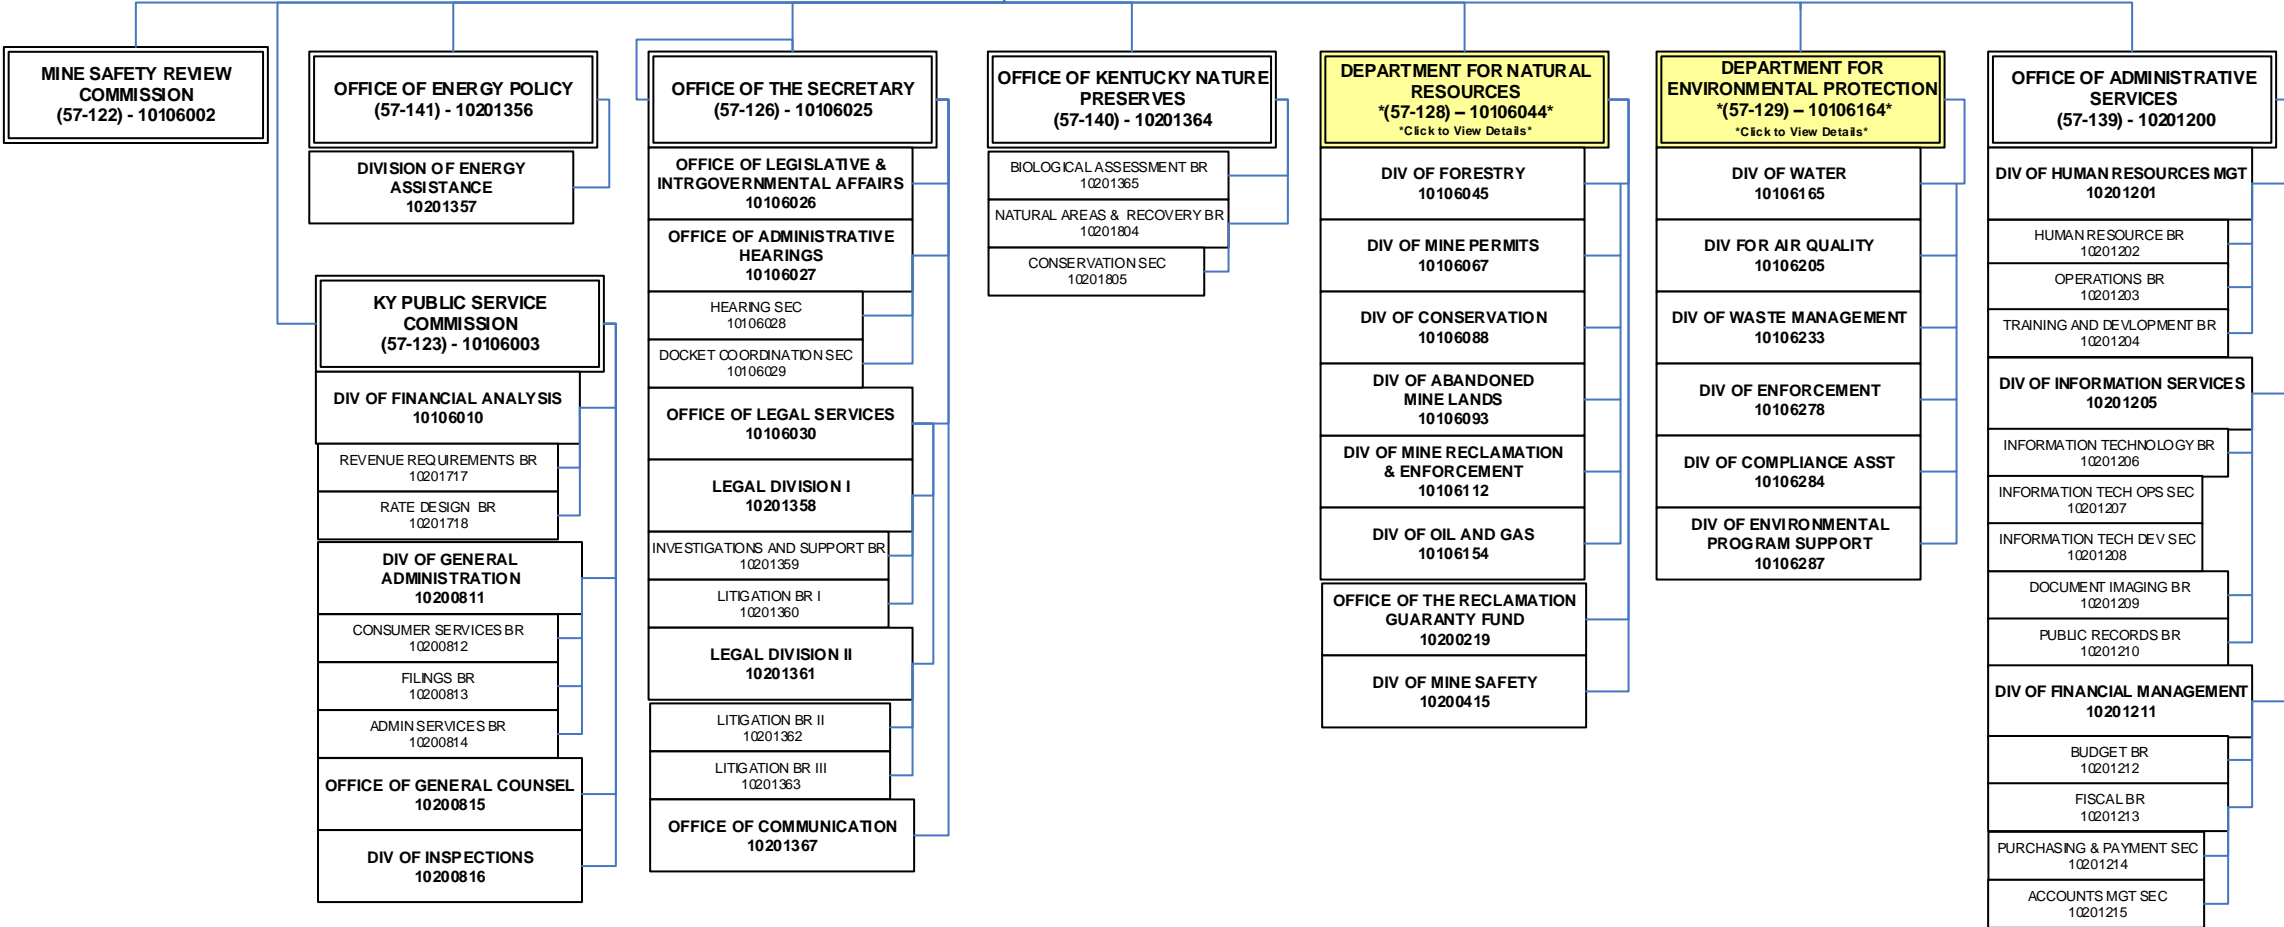 MINE SAFETY REVIEW
COMMISSION
(57-122) - 10106002
OFFICE OF ENERGY POLICY
(57-141) - 10201356
DIVISION OF ENERGY
ASSISTANCE
10201357
KY PUBLIC SERVICE
COMMISSION
(57-123) - 10106003
DIV OF FINANCIAL ANALYSIS
10106010
REVENUE REQUIREMENTS BR
10201717
RATE DESIGN BR
10201718
DIV OF GENERAL
ADMINISTRATION
10200811
CONSUMER SERVICES BR
10200812
FILINGS BR
10200813
ADMIN SERVICES BR
10200814
OFFICE OF GENERAL COUNSEL
10200815
DIV OF INSPECTIONS
10200816
OFFICE OF THE SECRETARY
(57-126) - 10106025
OFFICE OF LEGISLATIVE &
INTRGOVERNMENTAL AFFAIRS
10106026
OFFICE OF ADMINISTRATIVE
HEARINGS
10106027
HEARING SEC
10106028
DOCKET COORDINATION SEC
10106029
OFFICE OF LEGAL SERVICES
10106030
LEGAL DIVISION I
10201358
INVESTIGATIONS AND SUPPORT BR
10201359
LITIGATION BR I
10201360
LEGAL DIVISION II
10201361
LITIGATION BR II
10201362
LITIGATION BR III
10201363
OFFICE OF COMMUNICATION
10201367
OFFICE OF KENTUCKY NATURE
PRESERVES
(57-140) - 10201364
BIOLOGICAL ASSESSMENT BR
10201365
NATURAL AREAS & RECOVERY BR
10201804
CONSERVATION SEC
10201805
DEPARTMENT FOR NATURAL
RESOURCES
*(57-128) – 10106044*
*Click to View Details*
DIV OF FORESTRY
10106045
DIV OF MINE PERMITS
10106067
DIV OF CONSERVATION
10106088
DIV OF ABANDONED
MINE LANDS
10106093
DIV OF MINE RECLAMATION
& ENFORCEMENT
10106112
DIV OF OIL AND GAS
10106154
OFFICE OF THE RECLAMATION
GUARANTY FUND
10200219
DIV OF MINE SAFETY
10200415
DEPARTMENT FOR
ENVIRONMENTAL PROTECTION
*(57-129) – 10106164*
*Click to View Details*
DIV OF WATER
10106165
DIV FOR AIR QUALITY
10106205
DIV OF WASTE MANAGEMENT
10106233
DIV OF ENFORCEMENT
10106278
DIV OF COMPLIANCE ASST
10106284
DIV OF ENVIRONMENTAL
PROGRAM SUPPORT
10106287
OFFICE OF ADMINISTRATIVE
SERVICES
(57-139) - 10201200
DIV OF HUMAN RESOURCES MGT
10201201
HUMAN RESOURCE BR
10201202
OPERATIONS BR
10201203
TRAINING AND DEVLOPMENT BR
10201204
DIV OF INFORMATION SERVICES
10201205
INFORMATION TECHNOLOGY BR
10201206
INFORMATION TECH OPS SEC
10201207
INFORMATION TECH DEV SEC
10201208
DOCUMENT IMAGING BR
10201209
PUBLIC RECORDS BR
10201210
DIV OF FINANCIAL MANAGEMENT
10201211
BUDGET BR
10201212
FISCAL BR
10201213
PURCHASING & PAYMENT SEC
10201214
ACCOUNTS MGT SEC
10201215